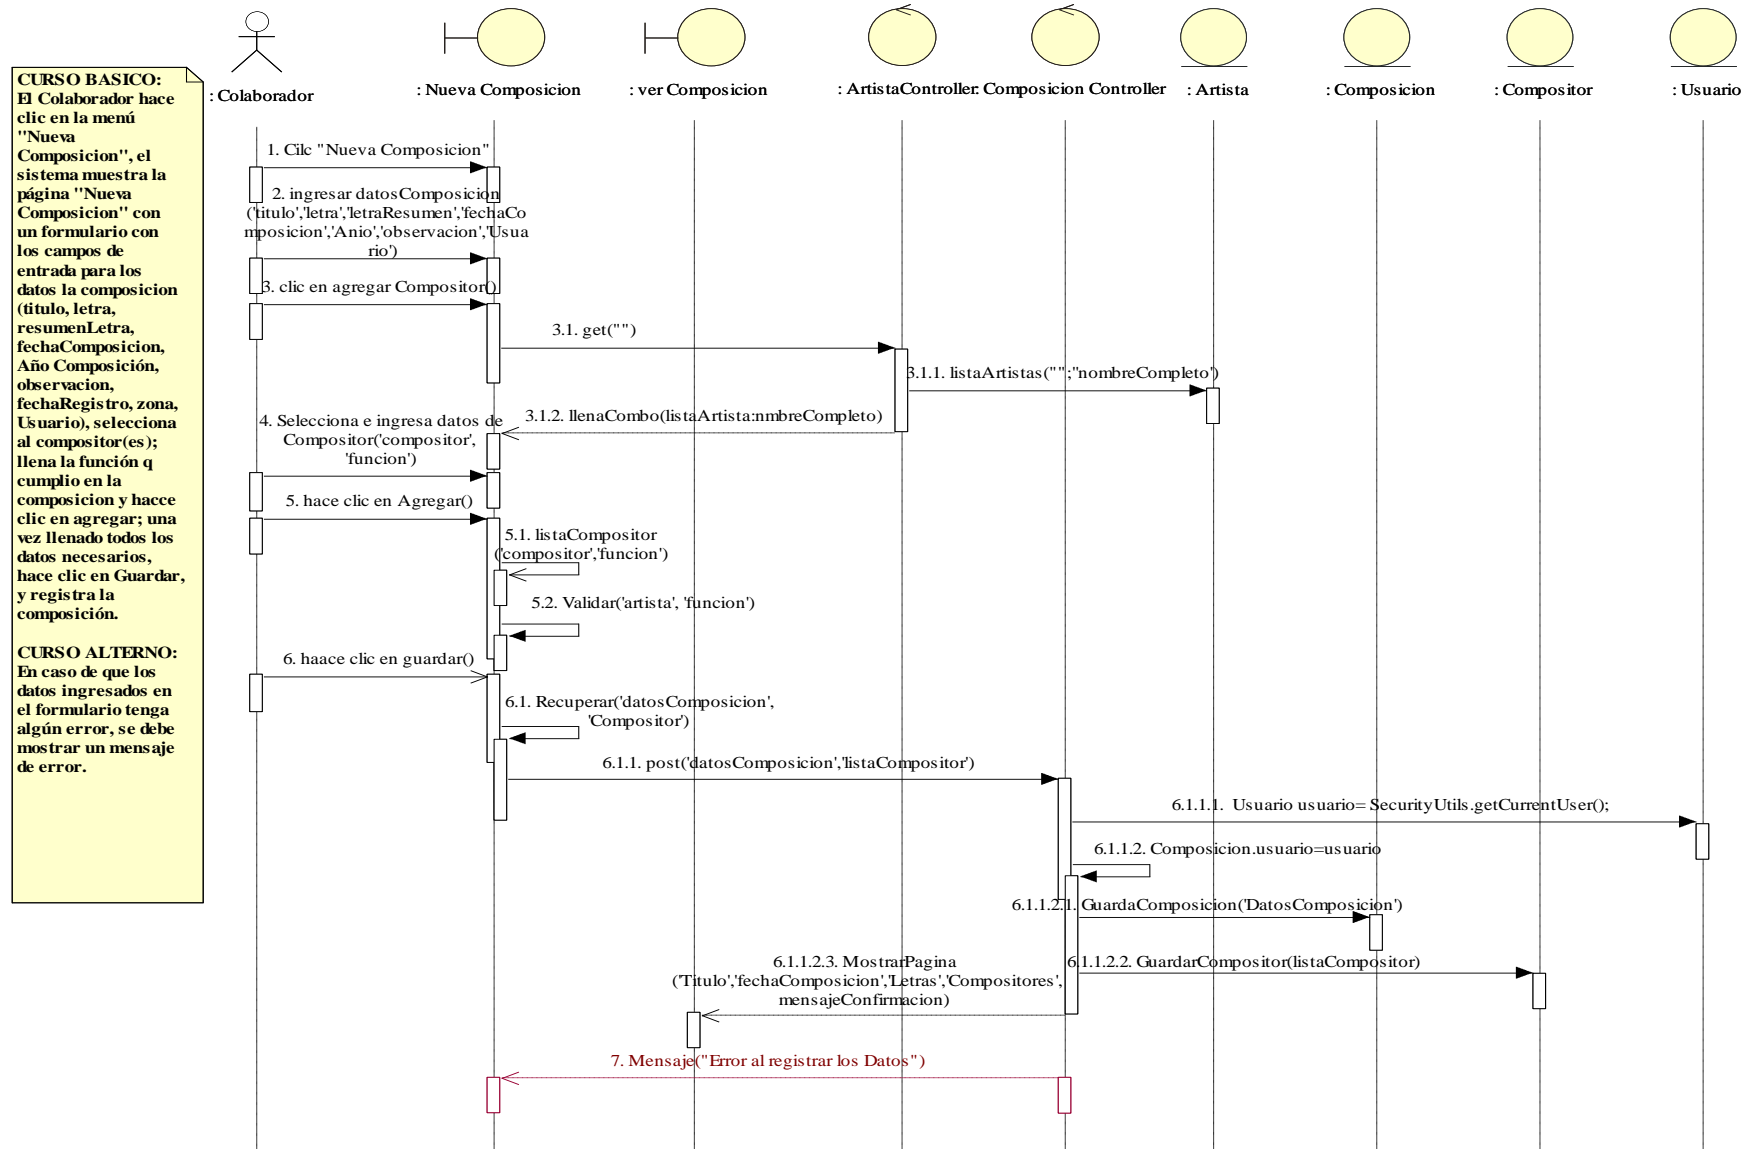 CURSO BASICO:
El Colaborador hace
clic en la menú
"Nueva
Composicion", el
sistema muestra la
página "Nueva
Composicion" con
un formulario con
los campos de
entrada para los
datos la composicion
(titulo, letra,
resumenLetra,
fechaComposicion,
Año Composición,
observacion,
fechaRegistro, zona,
Usuario), selecciona
al compositor(es);
llena la función q
cumplio en la
composicion y hacce
clic en agregar; una
vez llenado todos los
datos necesarios,
hace clic en Guardar,
y registra la
composición.
CURSO ALTERNO:
En caso de que los
datos ingresados en
el formulario tenga
algún error, se debe
mostrar un mensaje
de error.
: Colaborador
: Nueva Composicion
: ver Composicion
: ArtistaController
: Composicion Controller
: Artista
: Composicion
: Compositor
: Usuario
1. Cilc "Nueva Composicion"
2. ingresar datosComposicion
('titulo','letra','letraResumen','fechaCo
mposicion','Anio','observacion','Usua
rio')
3. clic en agregar Compositor()
3.1. get("")
3.1.1. listaArtistas("";"nombreCompleto')
3.1.2. llenaCombo(listaArtista:nmbreCompleto)
4. Selecciona e ingresa datos de
Compositor('compositor',
'funcion')
5. hace clic en Agregar()
5.1. listaCompositor
('compositor','funcion')
5.2. Validar('artista', 'funcion')
6. haace clic en guardar()
6.1. Recuperar('datosComposicion',
'Compositor')
6.1.1. post('datosComposicion','listaCompositor')
6.1.1.1. Usuario usuario= SecurityUtils.getCurrentUser();
6.1.1.2. Composicion.usuario=usuario
6.1.1.2.1. GuardaComposicion('DatosComposicion')
6.1.1.2.2. GuardarCompositor(listaCompositor)
6.1.1.2.3. MostrarPagina
('Titulo','fechaComposicion','Letras','Compositores',
mensajeConfirmacion)
7. Mensaje("Error al registrar los Datos")